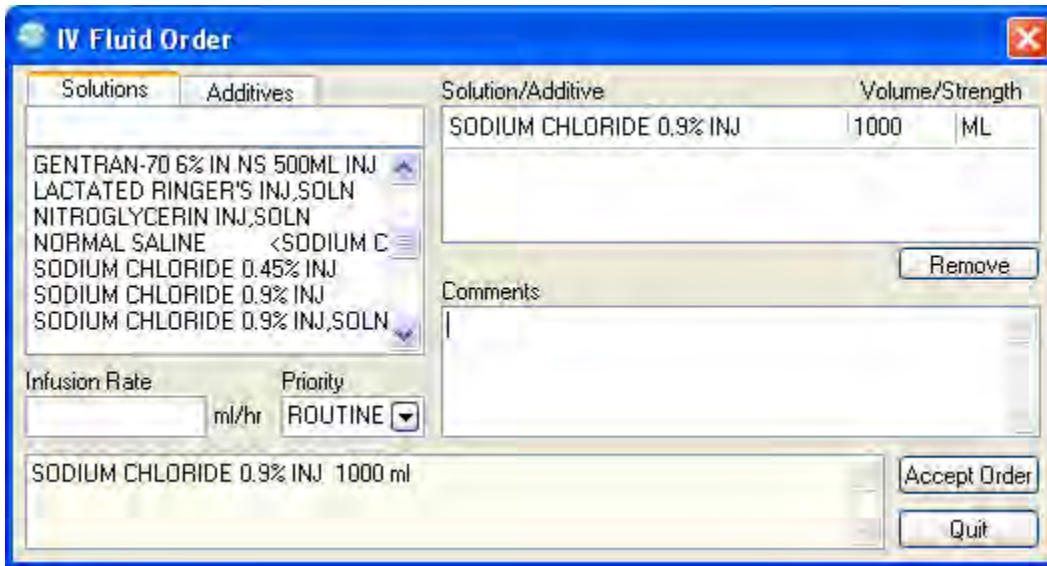 IV Fluid Order
Solutions Additives
GENTRAN-70 6% IN NS 500ML INJ
LACTATED RINGER'S INJ,SOLN
NITROGLYCERIN INJ,SOLN
NORMAL SALINE <SODIUM C
SODIUM CHLORIDE 0.45% INJ
SODIUM CHLORIDE 0.9% INJ
SODIUM CHLORIDE 0.9% INJ,SOLN
Solution/Additive Volume/Strength
SODIUM CHLORIDE 0.9% INJ 1000 ML
Remove
Comments
Infusion Rate Priority
ml/hr ROUTINE
SODIUM CHLORIDE 0.9% INJ 1000 ml
Accept Order
Quit